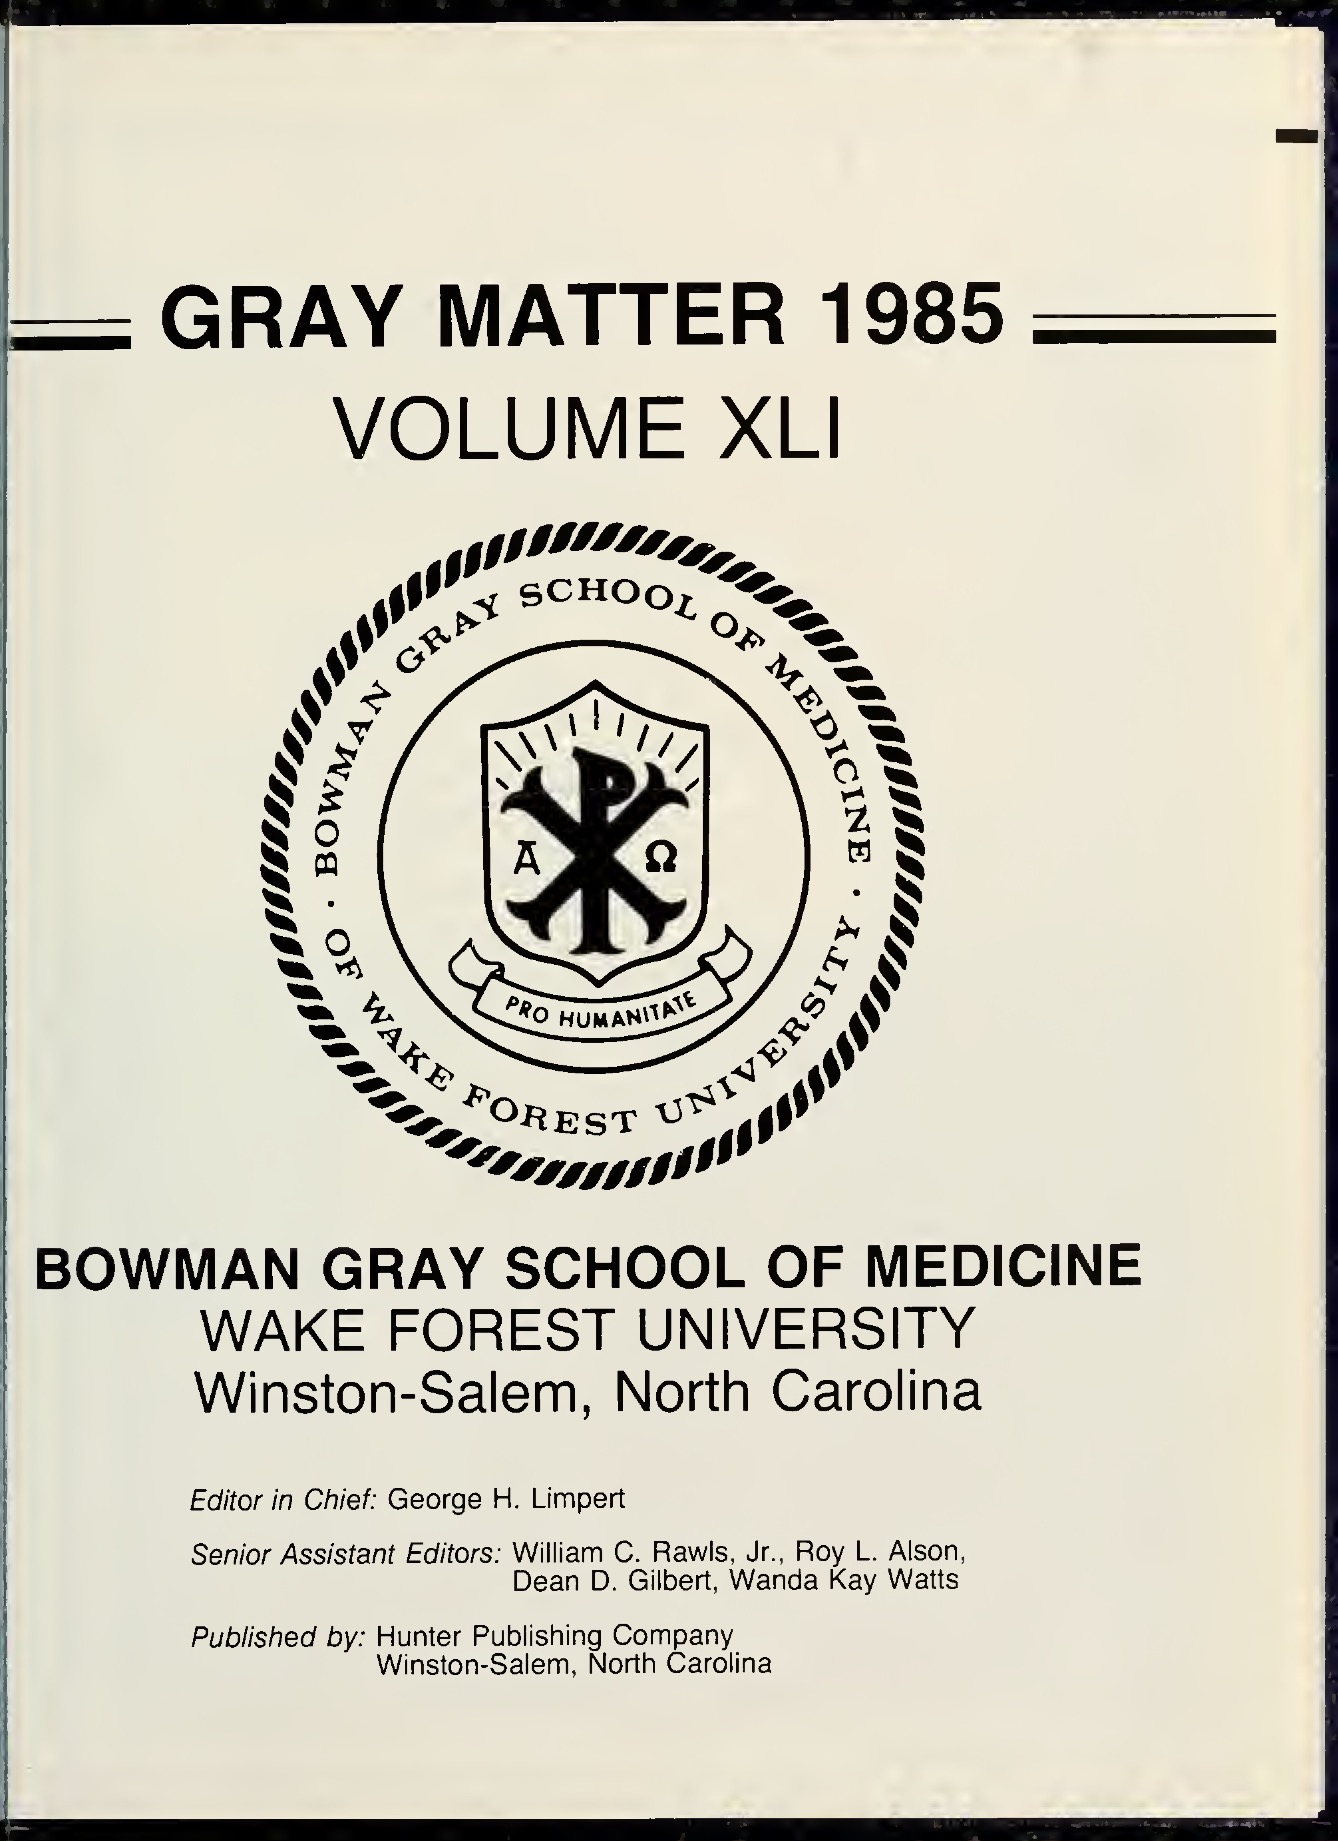 GRAY MATTER 1985
VOLUME XLI
· BOWMAN GRAY SCHOOL OF MEDICINE ·
OF WAKE FOREST UNIVERSITY
Α Ω
PRO HUMANITATE
BOWMAN GRAY SCHOOL OF MEDICINE
WAKE FOREST UNIVERSITY
Winston-Salem, North Carolina
Editor in Chief: George H. Limpert
Senior Assistant Editors: William C. Rawls, Jr., Roy L. Alson,
Dean D. Gilbert, Wanda Kay Watts
Published by: Hunter Publishing Company
Winston-Salem, North Carolina